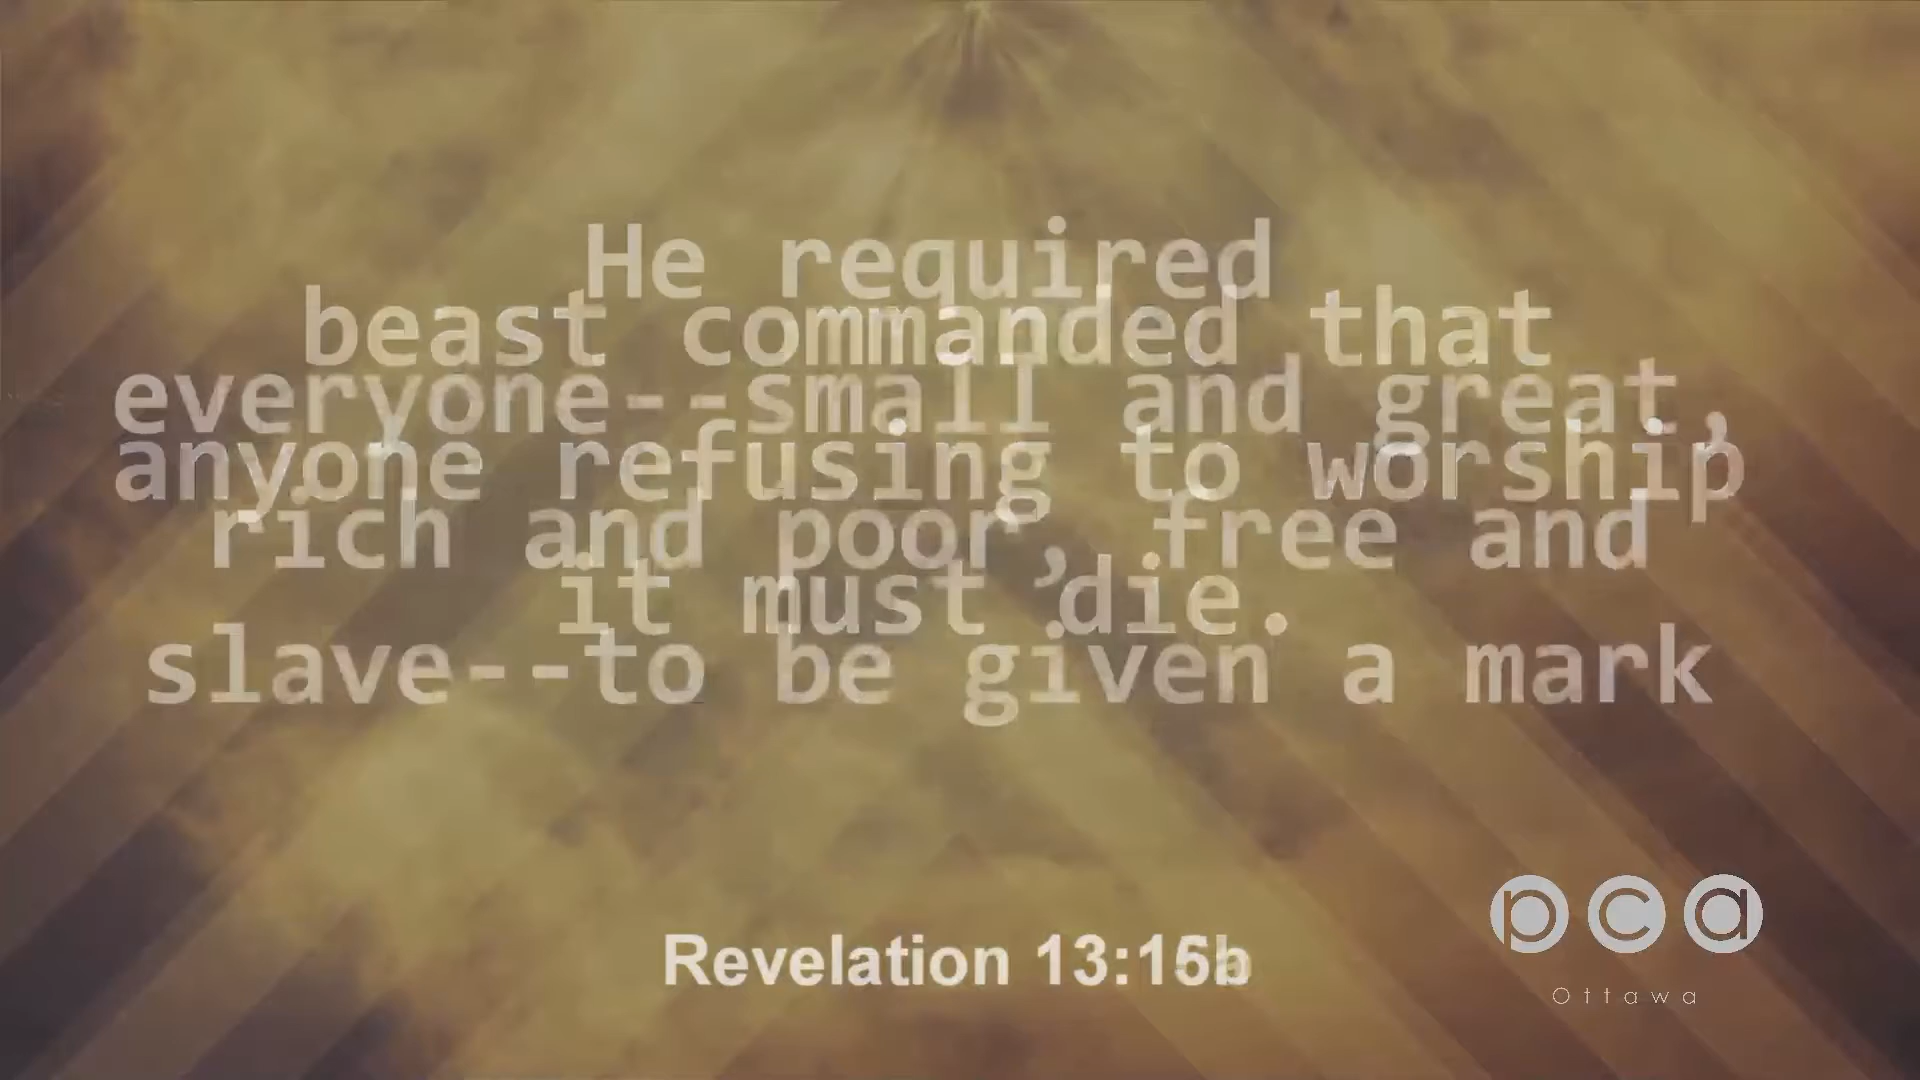 He required
beast commanded that
everyone--small and great,
anyone refusing to worship
rich and poor, free and
it must die.
slave--to be given a mark
Revelation 13:15b
pca
Ottawa